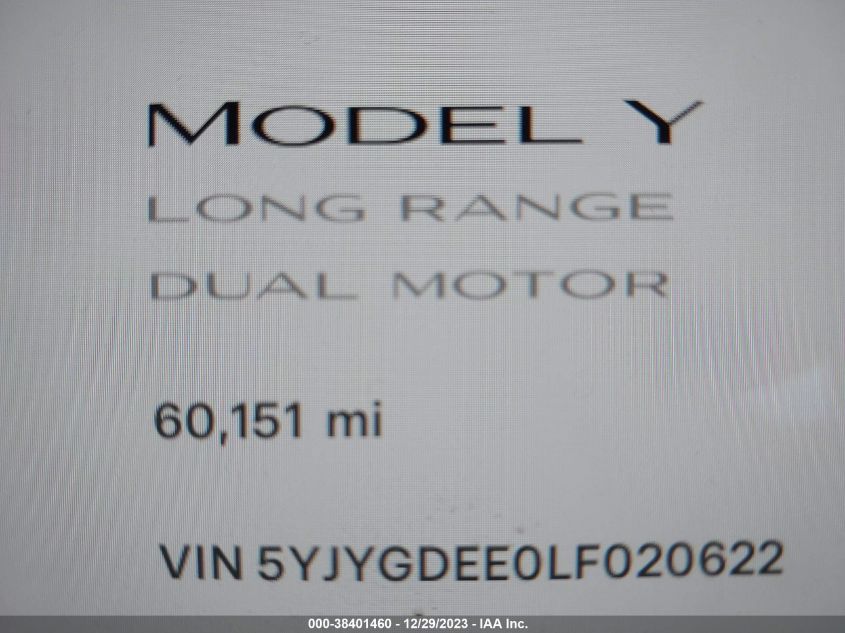 MODEL Y
LONG RANGE
DUAL MOTOR
60,151 mi
VIN 5YJYGDEE0LF020622
000-38401460 - 12/29/2023 - IAA Inc.